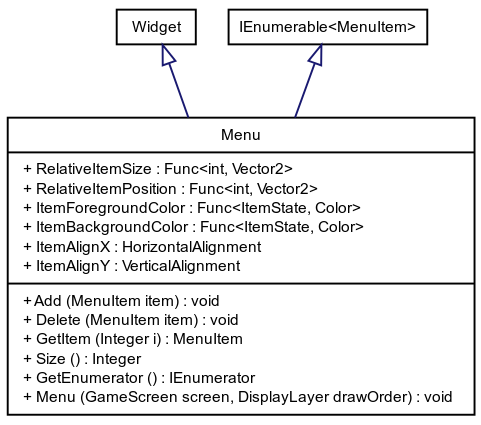 Widget
IEnumerable<MenuItem>
Menu
+ RelativeItemSize : Func<int, Vector2>
+ RelativeItemPosition : Func<int, Vector2>
+ ItemForegroundColor : Func<ItemState, Color>
+ ItemBackgroundColor : Func<ItemState, Color>
+ ItemAlignX : HorizontalAlignment
+ ItemAlignY : VerticalAlignment
+ Add (MenuItem item) : void
+ Delete (MenuItem item) : void
+ GetItem (Integer i) : MenuItem
+ Size () : Integer
+ GetEnumerator () : IEnumerator
+ Menu (GameScreen screen, DisplayLayer drawOrder) : void